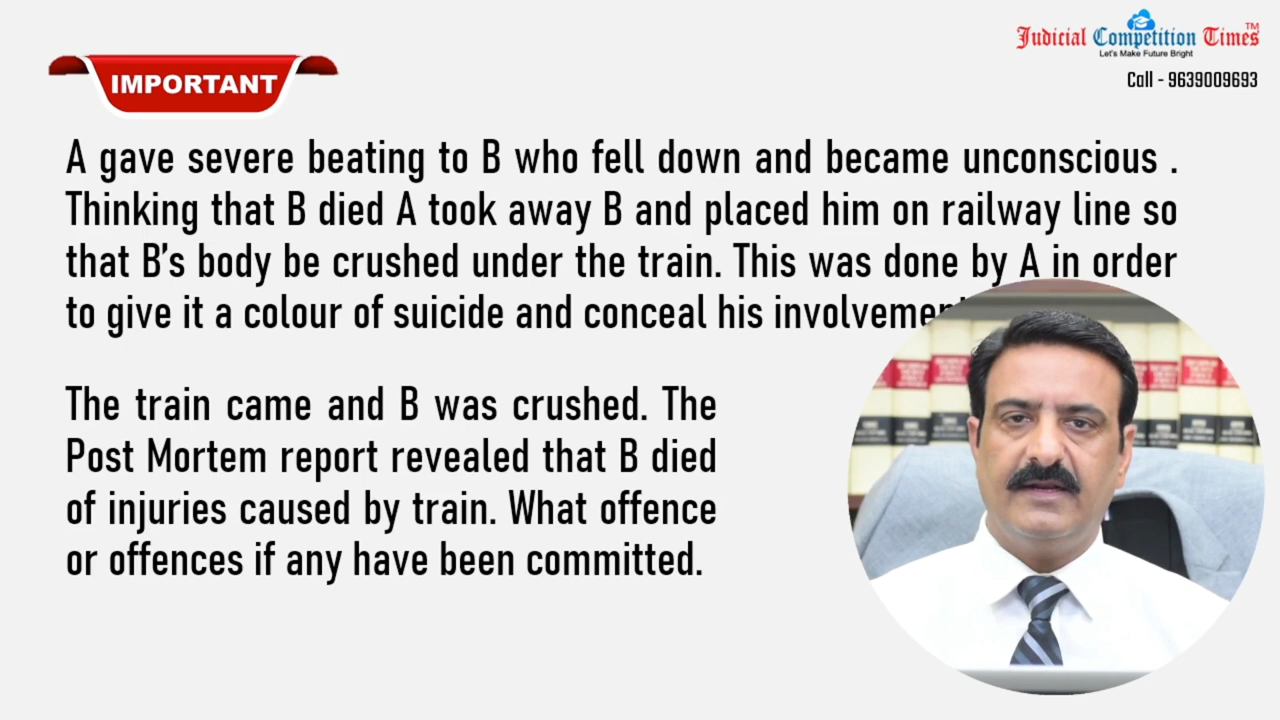 Judicial Competition Times™
Let's Make Future Bright
Call - 9639009693
IMPORTANT
A gave severe beating to B who fell down and became unconscious .
Thinking that B died A took away B and placed him on railway line so
that B's body be crushed under the train. This was done by A in order
to give it a colour of suicide and conceal his
The train came and B was crushed. The
Post Mortem report revealed that B died
of injuries caused by train. What offence
or offences if any have been committed.